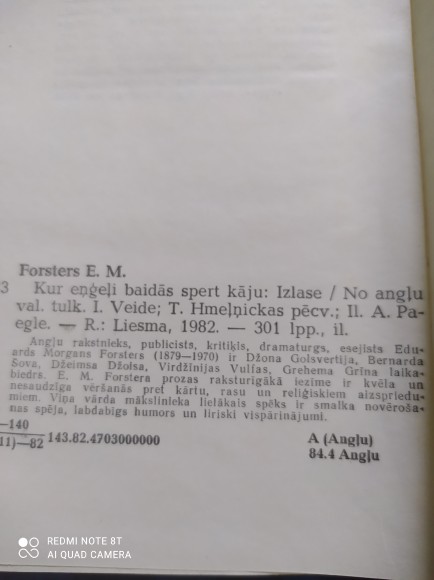 Forsters E. M.
3 Kur eņģeļi baidās spert kāju: Izlase / No angļu
val. tulk. I. Veide; T. Hmeļņickas pēcv.; Il. A. Pa-
egle. — R.: Liesma, 1982. — 301 lpp., il.
Angļu rakstnieks, publicists, kritiķis, dramaturgs, esejists Edu-
ards Morgans Forsters (1879—1970) ir Džona Golsvertija, Bernarda
Šova, Džeimsa Džoisa, Virdžīnijas Vulfas, Grehema Grīna laika-
biedrs. E. M. Forstera prozas raksturīgākā iezīme ir kvēla un
nesaudzīga vēršanās pret kārtu, rasu un reliģiskiem aizspriedu-
miem. Viņa vārda mākslinieka lielākais spēks ir smalka novēroša-
nas spēja, labdabīgs humors un liriski vispārinājumi.
—140
11)—82 143.82.4703000000
A (Angļu)
84.4 Angļu
REDMI NOTE 8T
AI QUAD CAMERA